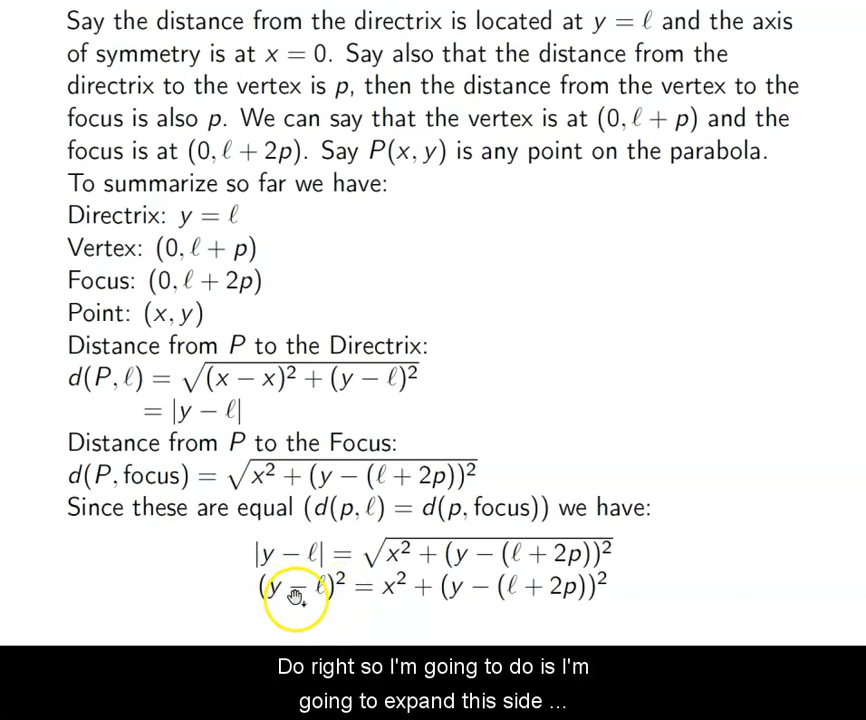 Say the distance from the directrix is located at y = ℓ and the axis
of symmetry is at x = 0. Say also that the distance from the
directrix to the vertex is p, then the distance from the vertex to the
focus is also p. We can say that the vertex is at (0, ℓ + p) and the
focus is at (0, ℓ + 2p). Say P(x, y) is any point on the parabola.
To summarize so far we have:
Directrix: y = ℓ
Vertex: (0, ℓ + p)
Focus: (0, ℓ + 2p)
Point: (x, y)
Distance from P to the Directrix:
d(P, ℓ) = √(x − x)² + (y − ℓ)²
= |y − ℓ|
Distance from P to the Focus:
d(P, focus) = √x² + (y − (ℓ + 2p))²
Since these are equal (d(p, ℓ) = d(p, focus)) we have:
|y − ℓ| = √x² + (y − (ℓ + 2p))²
(y − ℓ)² = x² + (y − (ℓ + 2p))²
Do right so I'm going to do is I'm
going to expand this side ...